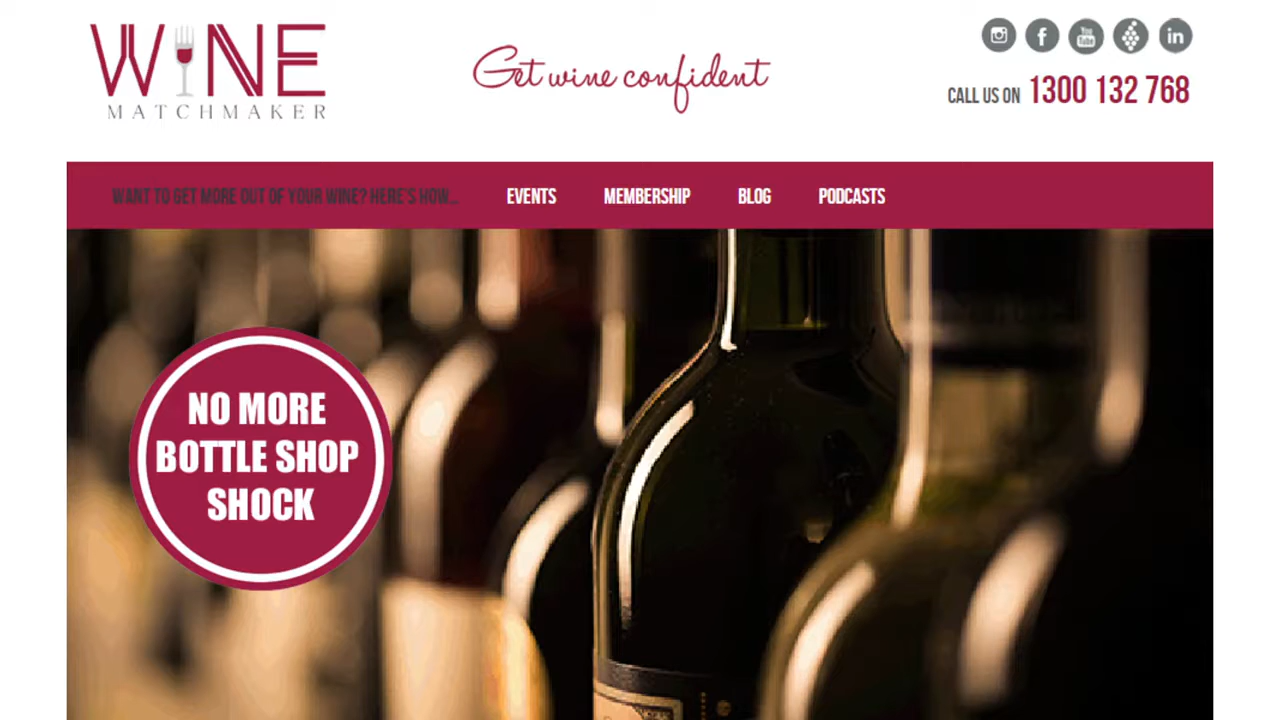 WINE
MATCHMAKER
Get wine confident
CALL US ON 1300 132 768
WANT TO GET MORE OUT OF YOUR WINE? HERE'S HOW...
EVENTS
MEMBERSHIP
BLOG
PODCASTS
NO MORE
BOTTLE SHOP
SHOCK